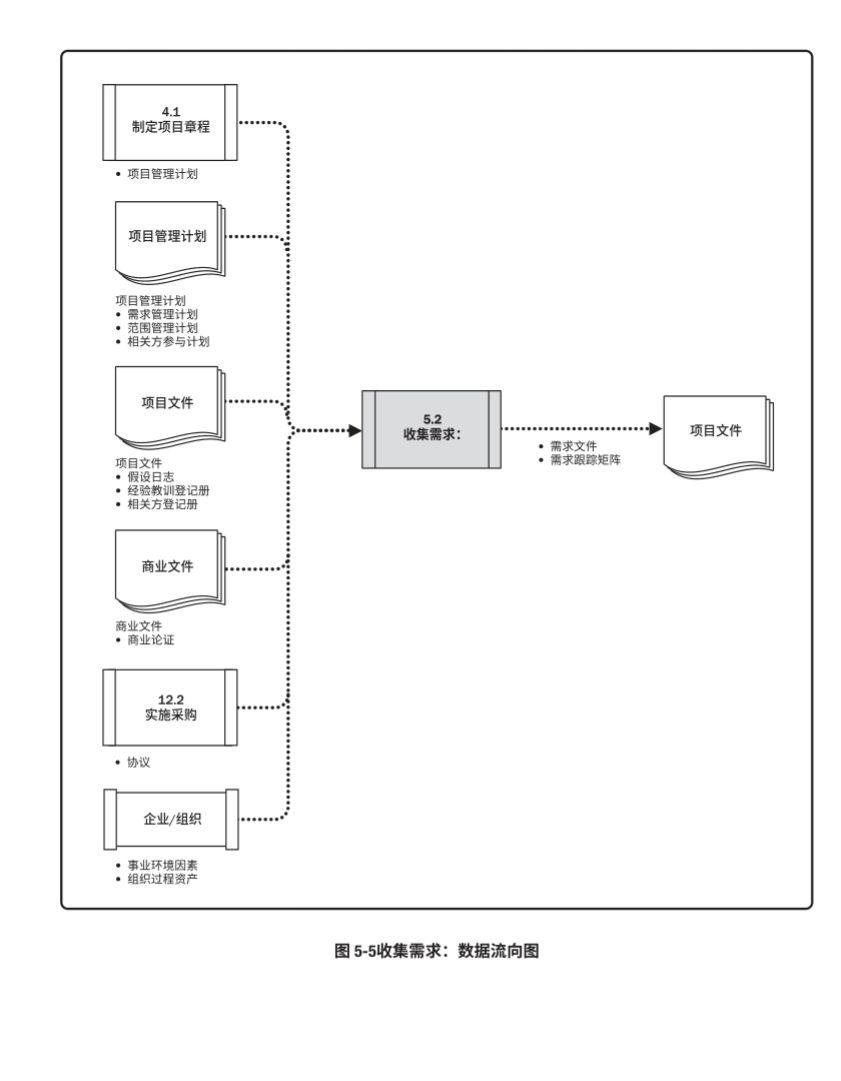 4.1
制定项目章程
• 项目管理计划
项目管理计划
项目管理计划
• 需求管理计划
• 范围管理计划
• 相关方参与计划
项目文件
项目文件
• 假设日志
• 经验教训登记册
• 相关方登记册
商业文件
商业文件
• 商业论证
12.2
实施采购
• 协议
企业/组织
• 事业环境因素
• 组织过程资产
5.2
收集需求：
• 需求文件
• 需求跟踪矩阵
项目文件
图 5-5收集需求：数据流向图